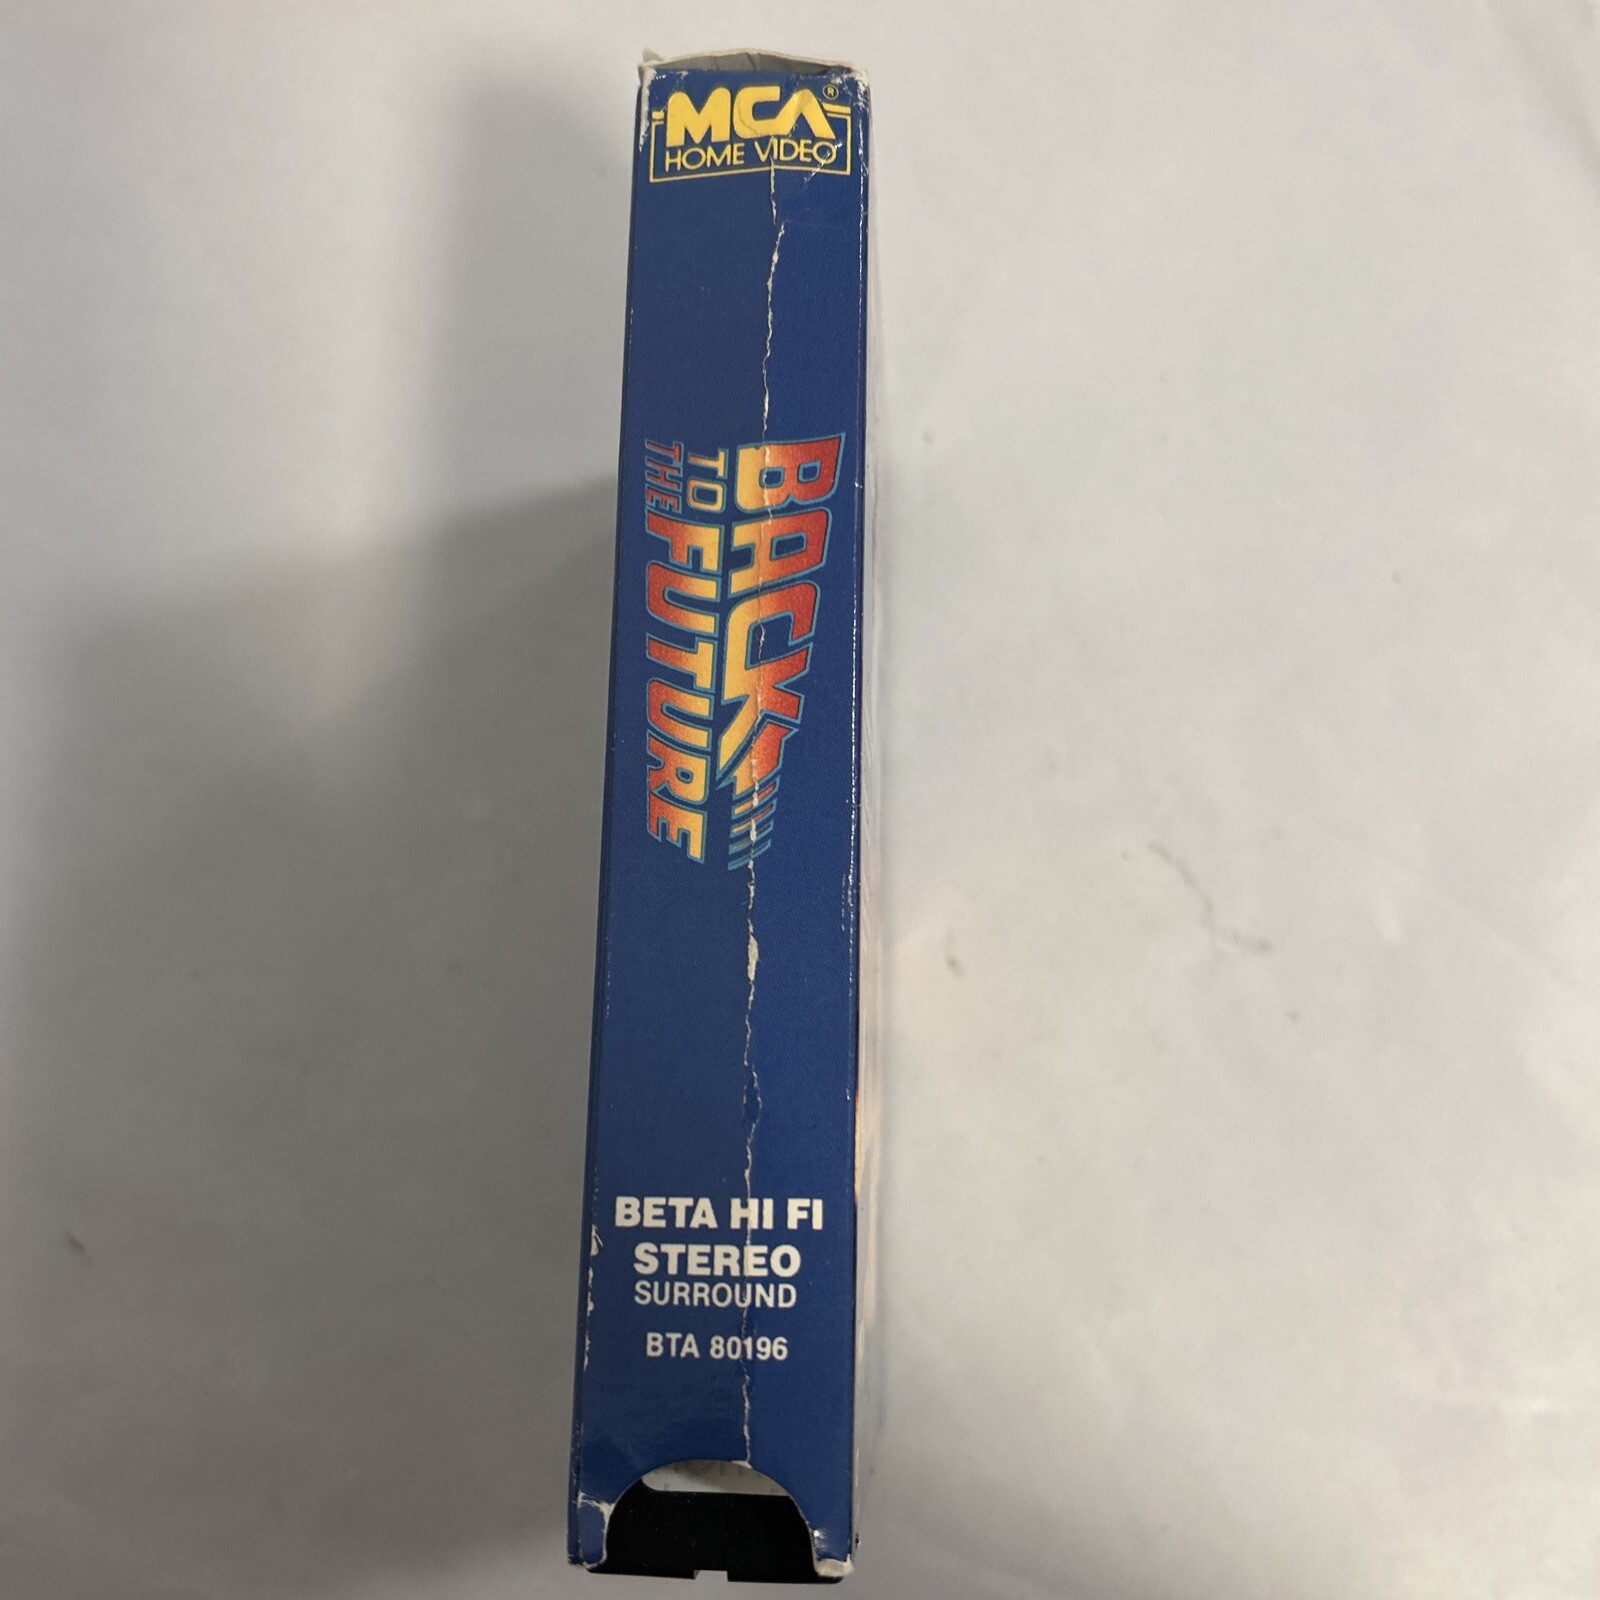 MCA®
HOME VIDEO
BACK
TO
THE FUTURE
BETA HI FI
STEREO
SURROUND
BTA 80196